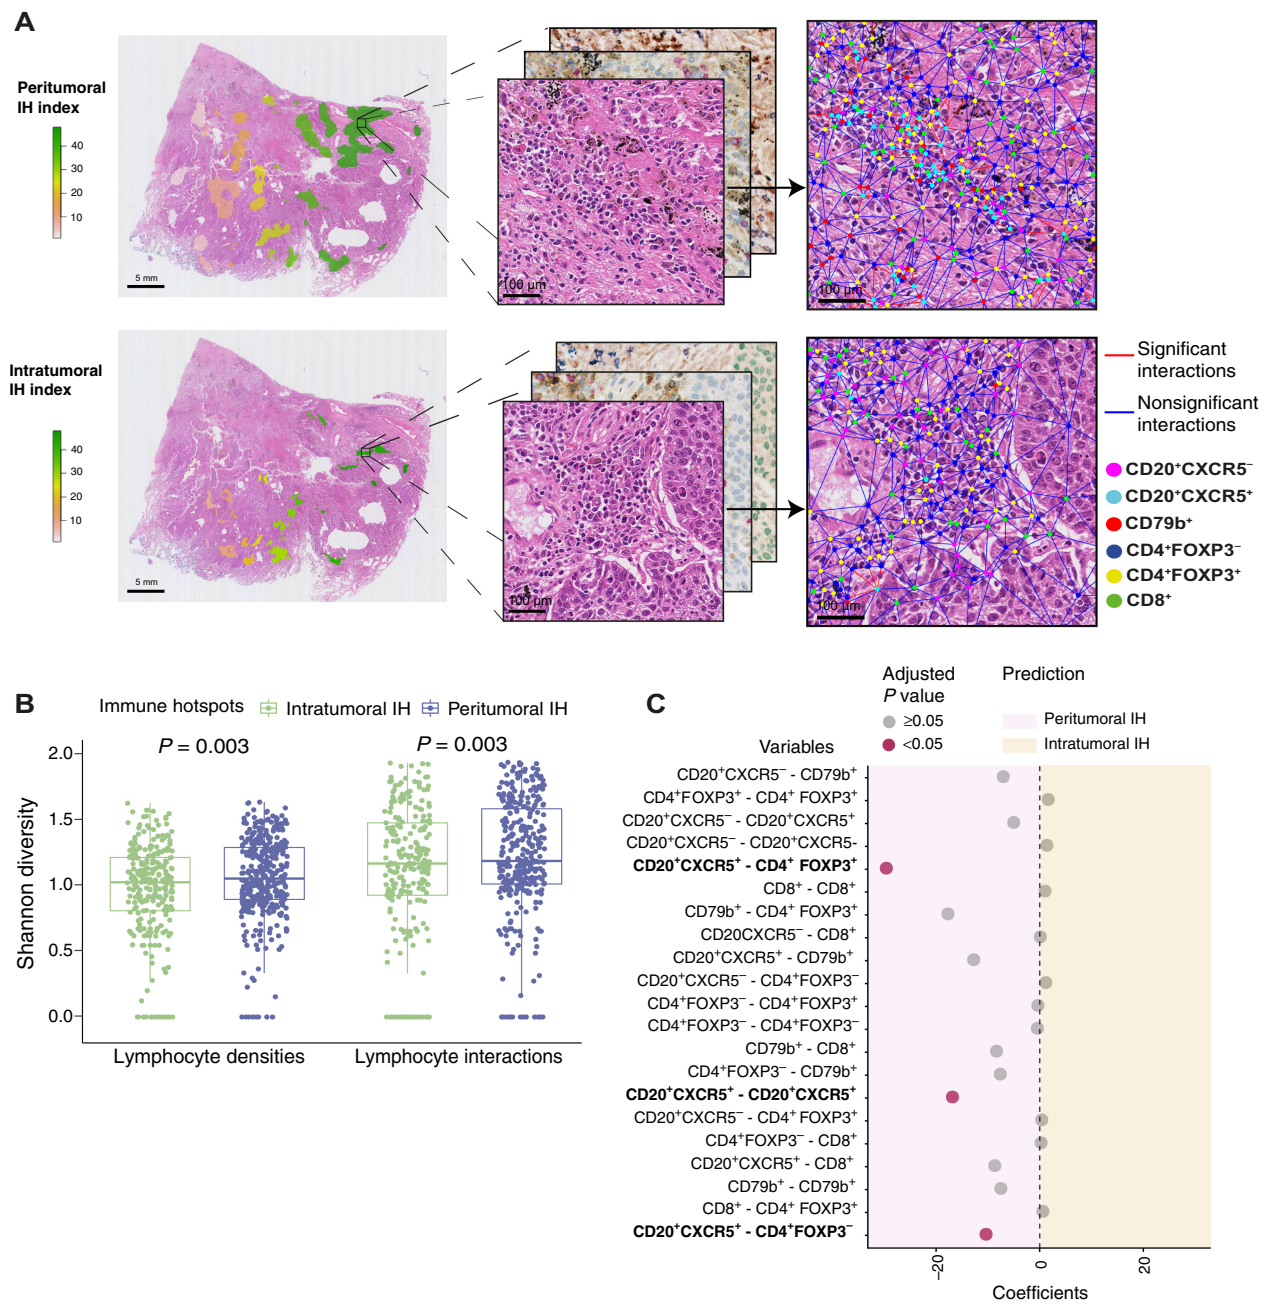 A
Peritumoral
IH index
40
30
20
10
5 mm
100 µm
100 µm
Intratumoral
IH index
40
30
20
10
5 mm
100 µm
100 µm
Significant
interactions
Nonsignificant
interactions
CD20⁺CXCR5⁻
CD20⁺CXCR5⁺
CD79b⁺
CD4⁺FOXP3⁻
CD4⁺FOXP3⁺
CD8⁺
B
Immune hotspots
Intratumoral IH
Peritumoral IH
P = 0.003
P = 0.003
Shannon diversity
2.0
1.5
1.0
0.5
0.0
Lymphocyte densities
Lymphocyte interactions
C
Adjusted
P value
≥0.05
<0.05
Prediction
Peritumoral IH
Intratumoral IH
Variables
CD20⁺CXCR5⁻ - CD79b⁺
CD4⁺FOXP3⁺ - CD4⁺ FOXP3⁺
CD20⁺CXCR5⁻ - CD20⁺CXCR5⁺
CD20⁺CXCR5⁻ - CD20⁺CXCR5-
CD20⁺CXCR5⁺ - CD4⁺ FOXP3⁺
CD8⁺ - CD8⁺
CD79b⁺ - CD4⁺ FOXP3⁺
CD20CXCR5⁻ - CD8⁺
CD20⁺CXCR5⁺ - CD79b⁺
CD20⁺CXCR5⁻ - CD4⁺FOXP3⁻
CD4⁺FOXP3⁻ - CD4⁺FOXP3⁺
CD4⁺FOXP3⁻ - CD4⁺FOXP3⁻
CD79b⁺ - CD8⁺
CD4⁺FOXP3⁻ - CD79b⁺
CD20⁺CXCR5⁺ - CD20⁺CXCR5⁺
CD20⁺CXCR5⁻ - CD4⁺ FOXP3⁺
CD4⁺FOXP3⁻ - CD8⁺
CD20⁺CXCR5⁺ - CD8⁺
CD79b⁺ - CD79b⁺
CD8⁺ - CD4⁺ FOXP3⁺
CD20⁺CXCR5⁺ - CD4⁺FOXP3⁻
−20
0
20
Coefficients